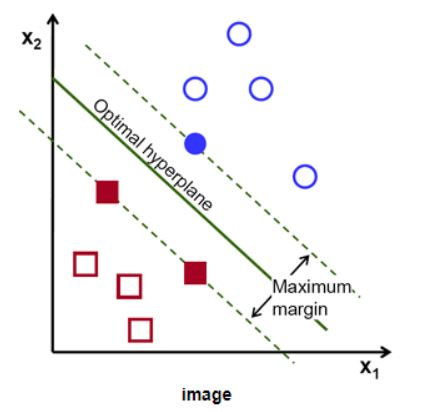 x2
Optimal hyperplane
Maximum
margin
x1
image